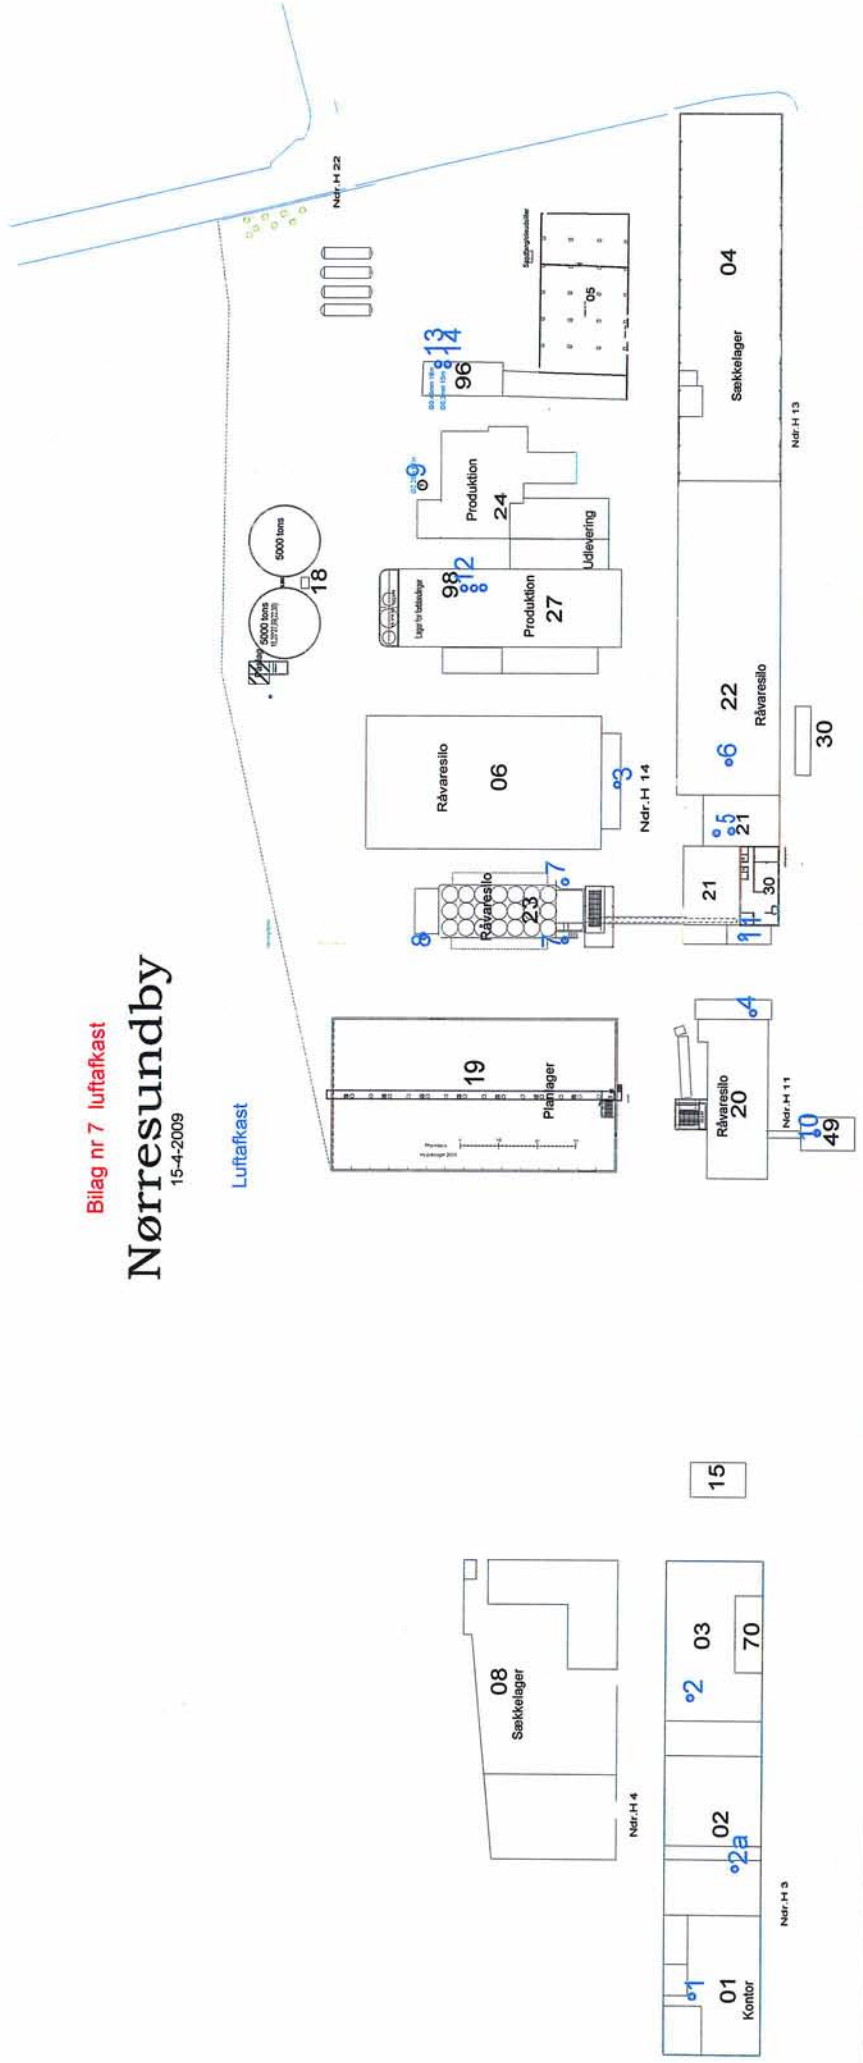 Bilag nr 7 luftafkast
Nørresundby
15-4-2009
Luftafkast
Ndr.H 22
5000 tons
5000 tons
18
13
14
96
05
04
Sækkelager
Ndr.H 13
9
Produktion
24
Udlevering
12
98
Produktion
27
Råvaresilo
06
3
Ndr.H 14
22
Råvaresilo
6
30
5
21
21
30
11
8
7
7
Råvaresilo
23
19
Planlager
4
Råvaresilo
20
Ndr.H 11
10
49
15
08
Sækkelager
Ndr.H 4
03
70
2
02
2a
Ndr.H 3
1
01
Kontor